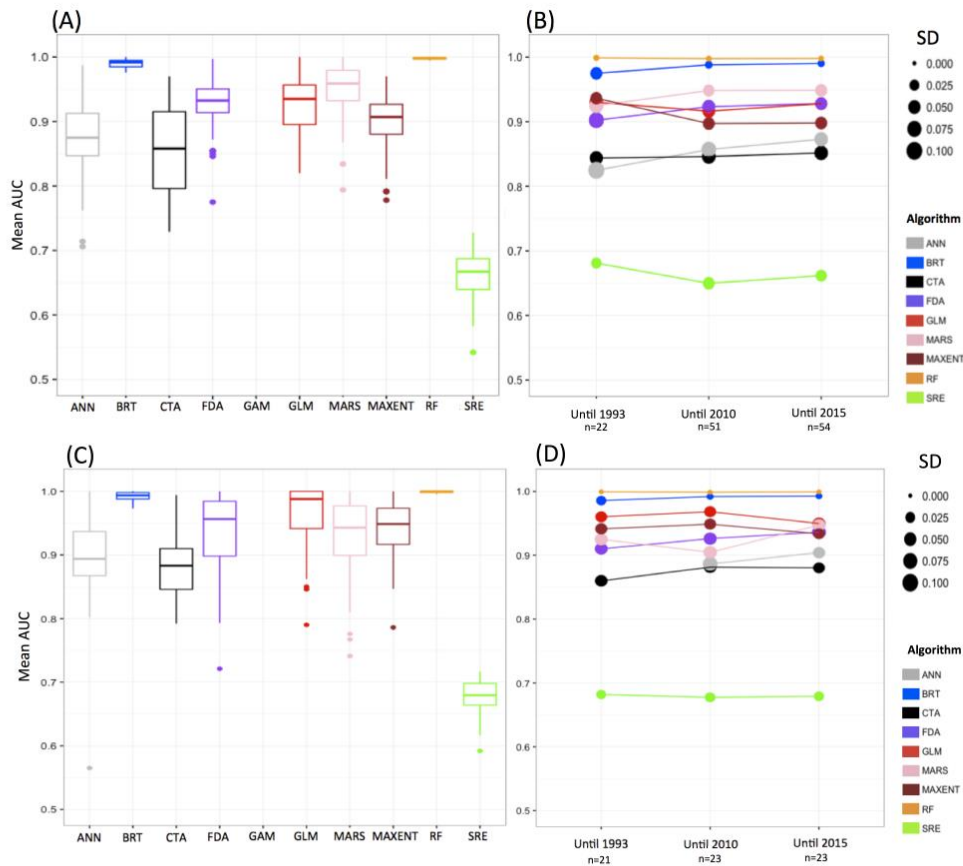 (A)
Mean AUC
1.0
0.9
0.8
0.7
0.6
0.5
ANN BRT CTA FDA GAM GLM MARS MAXENT RF SRE
(B)
1.0
0.9
0.8
0.7
0.6
0.5
Until 1993 Until 2010 Until 2015
n=22 n=51 n=54
SD
0.000
0.025
0.050
0.075
0.100
Algorithm
ANN
BRT
CTA
FDA
GLM
MARS
MAXENT
RF
SRE
(C)
Mean AUC
1.0
0.9
0.8
0.7
0.6
0.5
ANN BRT CTA FDA GAM GLM MARS MAXENT RF SRE
(D)
1.0
0.9
0.8
0.7
0.6
0.5
Until 1993 Until 2010 Until 2015
n=21 n=23 n=23
SD
0.000
0.025
0.050
0.075
0.100
Algorithm
ANN
BRT
CTA
FDA
GLM
MARS
MAXENT
RF
SRE